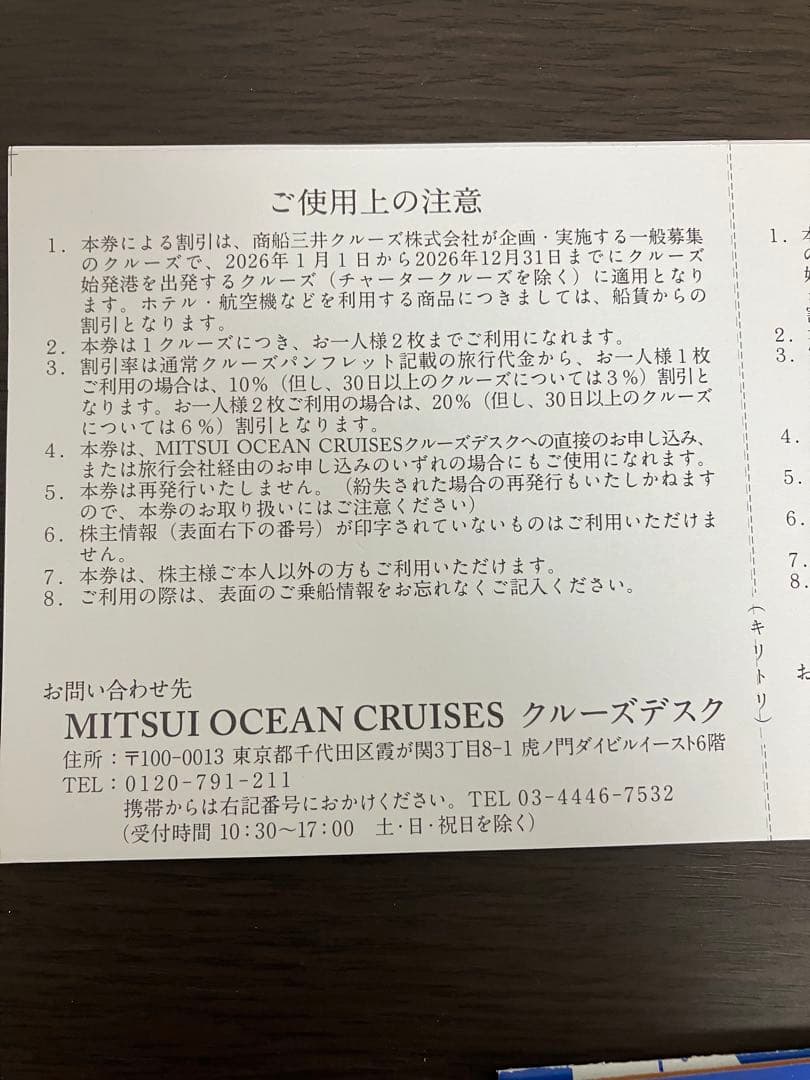 ご使用上の注意
1. 本券による割引は、商船三井クルーズ株式会社が企画・実施する一般募集
のクルーズで、2026年1月1日から2026年12月31日までにクルーズ
始発港を出発するクルーズ（チャータークルーズを除く）に適用となり
ます。ホテル・航空機などを利用する商品につきましては、船賃からの
割引となります。
2. 本券は1クルーズにつき、お一人様2枚までご利用になれます。
3. 割引率は通常クルーズパンフレット記載の旅行代金から、お一人様1枚
ご利用の場合は、10%（但し、30日以上のクルーズについては3%）割引と
なります。お一人様2枚ご利用の場合は、20%（但し、30日以上のクルーズ
については6%）割引となります。
4. 本券は、MITSUI OCEAN CRUISESクルーズデスクへの直接のお申し込み、
または旅行会社経由のお申し込みのいずれの場合にもご使用になれます。
5. 本券は再発行いたしません。（紛失された場合の再発行もいたしかねます
ので、本券のお取り扱いにはご注意ください）
6. 株主情報（表面右下の番号）が印字されていないものはご利用いただけま
せん。
7. 本券は、株主様ご本人以外の方もご利用いただけます。
8. ご利用の際は、表面のご乗船情報をお忘れなくご記入ください。
お問い合わせ先
MITSUI OCEAN CRUISES クルーズデスク
住所：〒100-0013 東京都千代田区霞が関3丁目8-1 虎ノ門ダイビルイースト6階
TEL：0120-791-211
携帯からは右記番号におかけください。TEL 03-4446-7532
（受付時間 10:30〜17:00 土・日・祝日を除く）
（キリトリ）
1.
2.
3.
4.
5.
6.
7.
8.